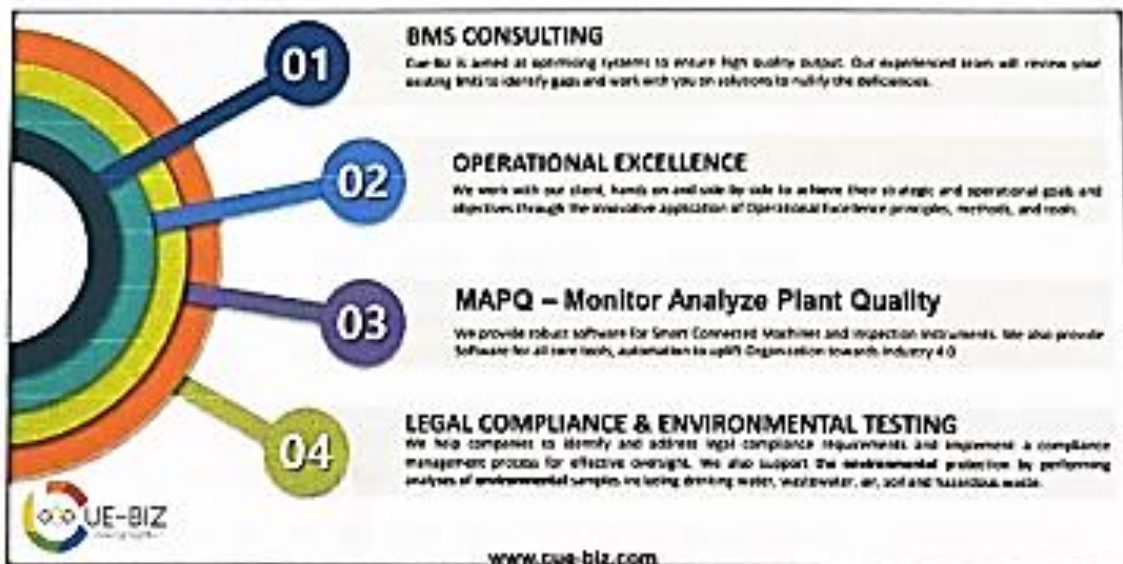 01
BMS CONSULTING
Cue-Biz is aimed at optimising systems to ensure high quality output. Our experienced team will review your
existing BMS to identify gaps and work with you on solutions to nullify the deficiencies.
02
OPERATIONAL EXCELLENCE
We work with our client, hands on and side by side to achieve their strategic and operational goals and
objectives through the innovative application of Operational Excellence principles, methods, and tools.
03
MAPQ – Monitor Analyze Plant Quality
We provide robust software for Smart Connected Machines and Inspection Instruments. We also provide
Software for all core tools, automation to uplift Organization towards Industry 4.0
04
LEGAL COMPLIANCE & ENVIRONMENTAL TESTING
We help companies to identify and address legal compliance requirements and implement a compliance
management process for effective oversight. We also support the environmental protection by performing
analyses of environmental samples including drinking water, wastewater, air, soil and hazardous waste.
UE-BIZ
www.cue-biz.com